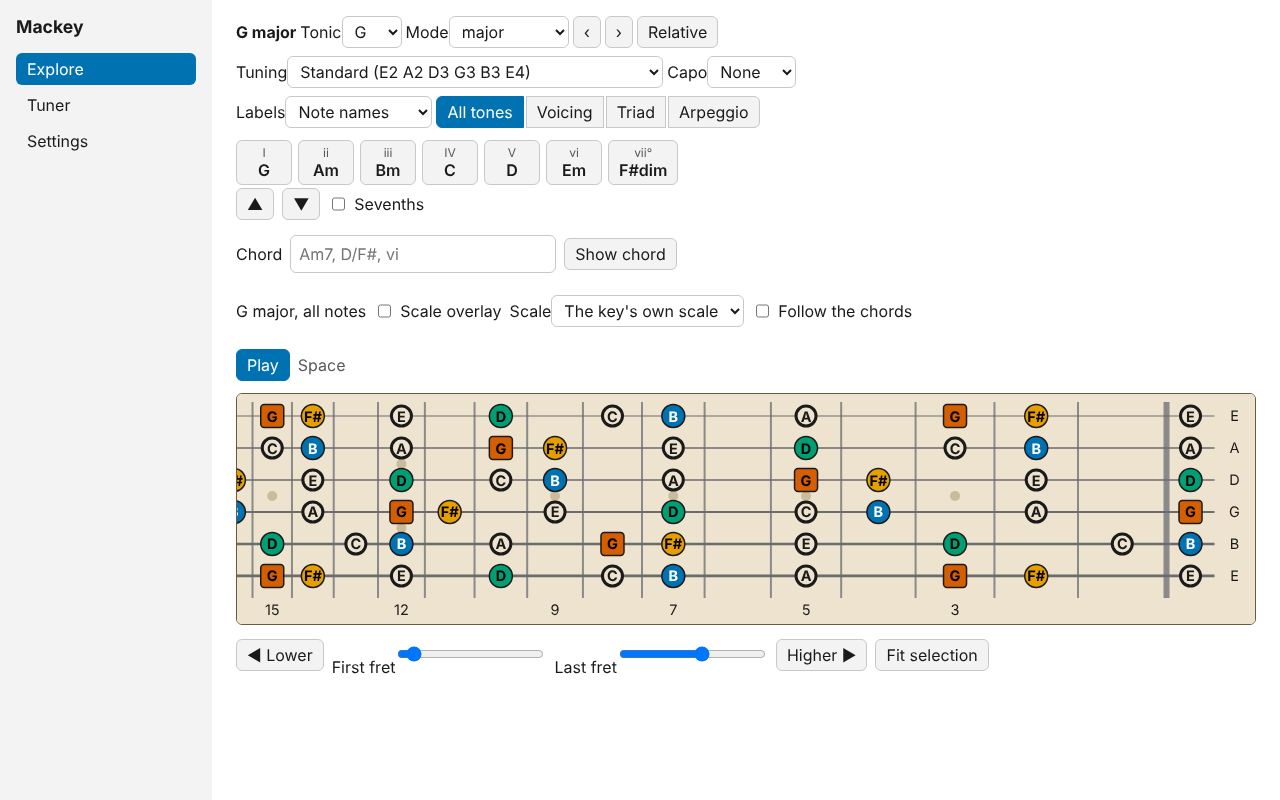 Mackey
Explore
Tuner
Settings
G major Tonic G Mode major ‹ › Relative
Tuning Standard (E2 A2 D3 G3 B3 E4) Capo None
Labels Note names All tones Voicing Triad Arpeggio
I ii iii IV V vi vii°
G Am Bm C D Em F#dim
▲ ▼ Sevenths
Chord Am7, D/F#, vi Show chord
G major, all notes Scale overlay Scale The key's own scale Follow the chords
Play Space
G F# E D C B A G F# E E
C B A G F# E D C B A A
E D C B A G F# E D D
A G F# E D C B A G G
D C B A G F# E D C B B
G F# E D C B A G F# E E
15 12 9 7 5 3
◀ Lower First fret Last fret Higher ▶ Fit selection